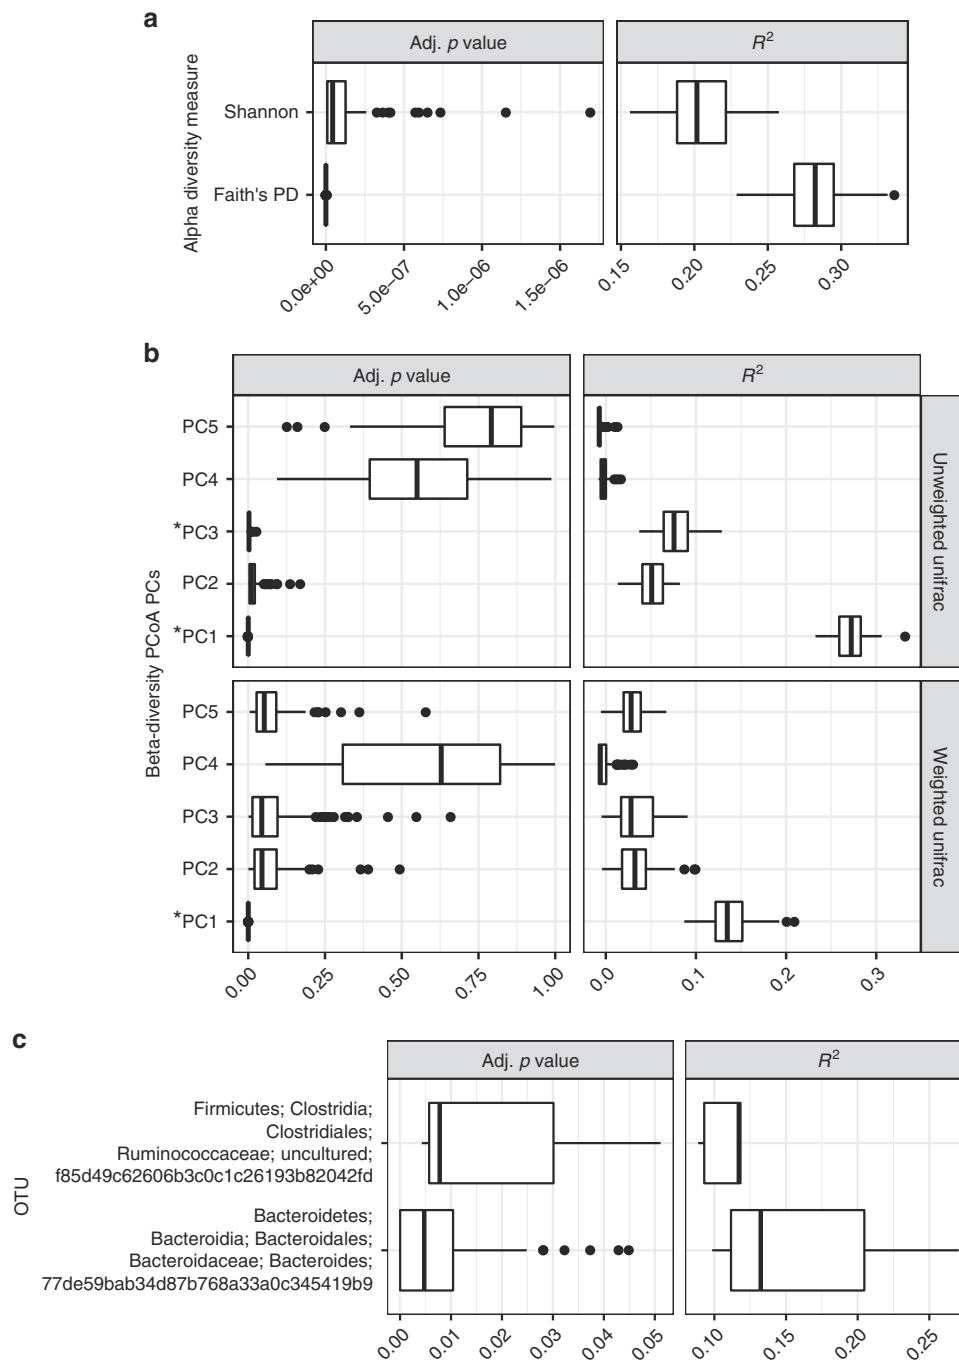 a
Adj. p value
R²
Alpha diversity measure
Shannon
Faith's PD
0.0e+00
5.0e−07
1.0e−06
1.5e−06
0.15
0.20
0.25
0.30
b
Adj. p value
R²
Beta-diversity PCoA PCs
PC5
PC4
*PC3
PC2
*PC1
Unweighted unifrac
PC5
PC4
PC3
PC2
*PC1
Weighted unifrac
0.00
0.25
0.50
0.75
1.00
0.0
0.1
0.2
0.3
c
Adj. p value
R²
OTU
Firmicutes; Clostridia;
Clostridiales;
Ruminococcaceae; uncultured;
f85d49c62606b3c0c1c26193b82042fd
Bacteroidetes;
Bacteroidia; Bacteroidales;
Bacteroidaceae; Bacteroides;
77de59bab34d87b768a33a0c345419b9
0.00
0.01
0.02
0.03
0.04
0.05
0.10
0.15
0.20
0.25